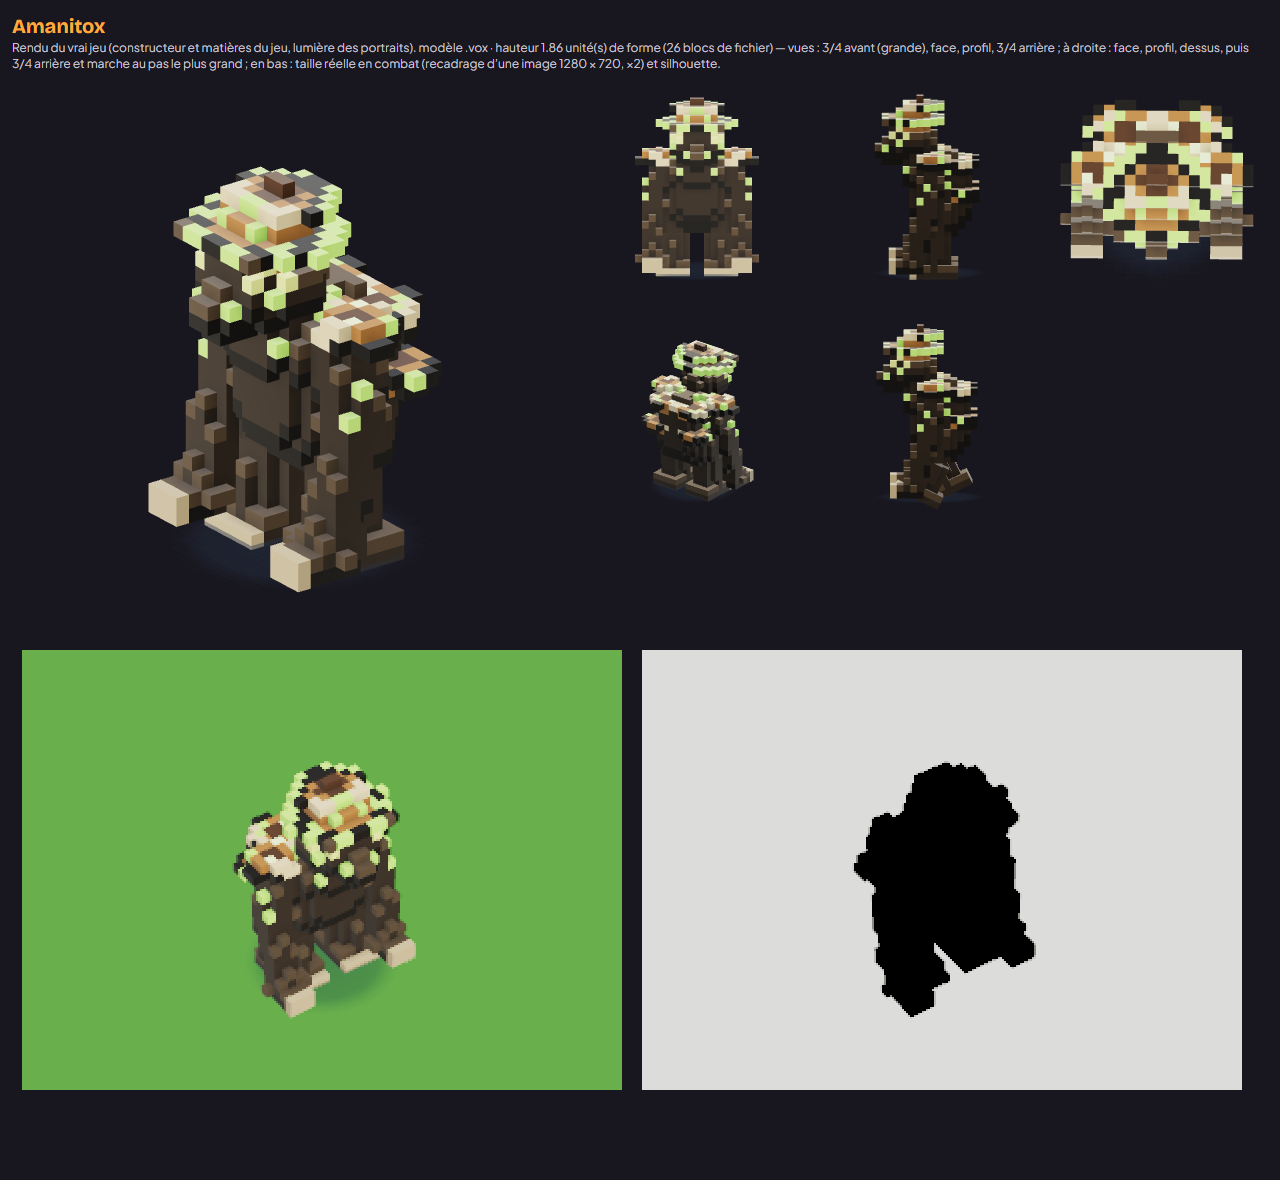 Amanitox
Rendu du vrai jeu (constructeur et matières du jeu, lumière des portraits). modèle .vox · hauteur 1.86 unité(s) de forme (26 blocs de fichier) — vues : 3/4 avant (grande), face, profil, 3/4 arrière ; à droite : face, profil, dessus, puis
3/4 arrière et marche au pas le plus grand ; en bas : taille réelle en combat (recadrage d’une image 1280 × 720, ×2) et silhouette.